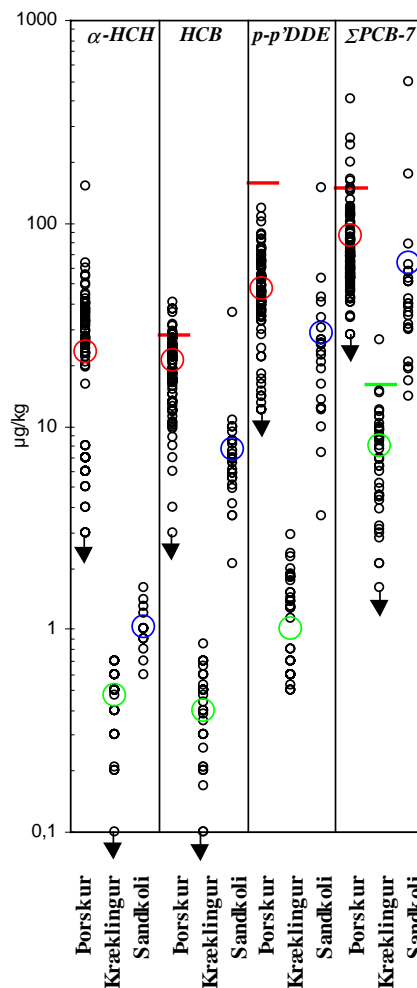 1000
α-HCH HCB p-p'DDE ΣPCB-7
100
µg/kg
10
1
0,1
Þorskur
Kræklingur
Sandkoli
Þorskur
Kræklingur
Sandkoli
Þorskur
Kræklingur
Sandkoli
Þorskur
Kræklingur
Sandkoli